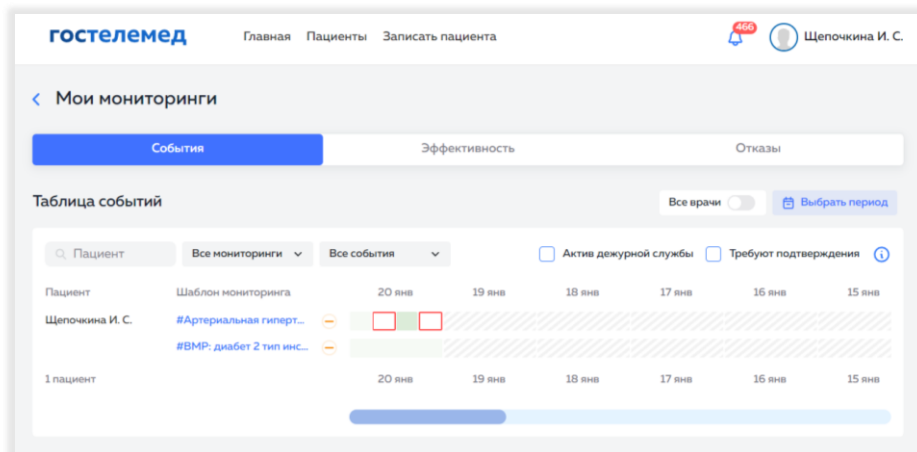 гостелемед Главная Пациенты Записать пациента 466 Щепочкина И. С.
Мои мониторинги
События Эффективность Отказы
Таблица событий Все врачи Выбрать период
Пациент Все мониторинги Все события Актив дежурной службы Требуют подтверждения
Пациент Шаблон мониторинга 20 янв 19 янв 18 янв 17 янв 16 янв 15 янв
Щепочкина И. С. #Артериальная гиперт...
#ВМР: диабет 2 тип инс...
1 пациент 20 янв 19 янв 18 янв 17 янв 16 янв 15 янв